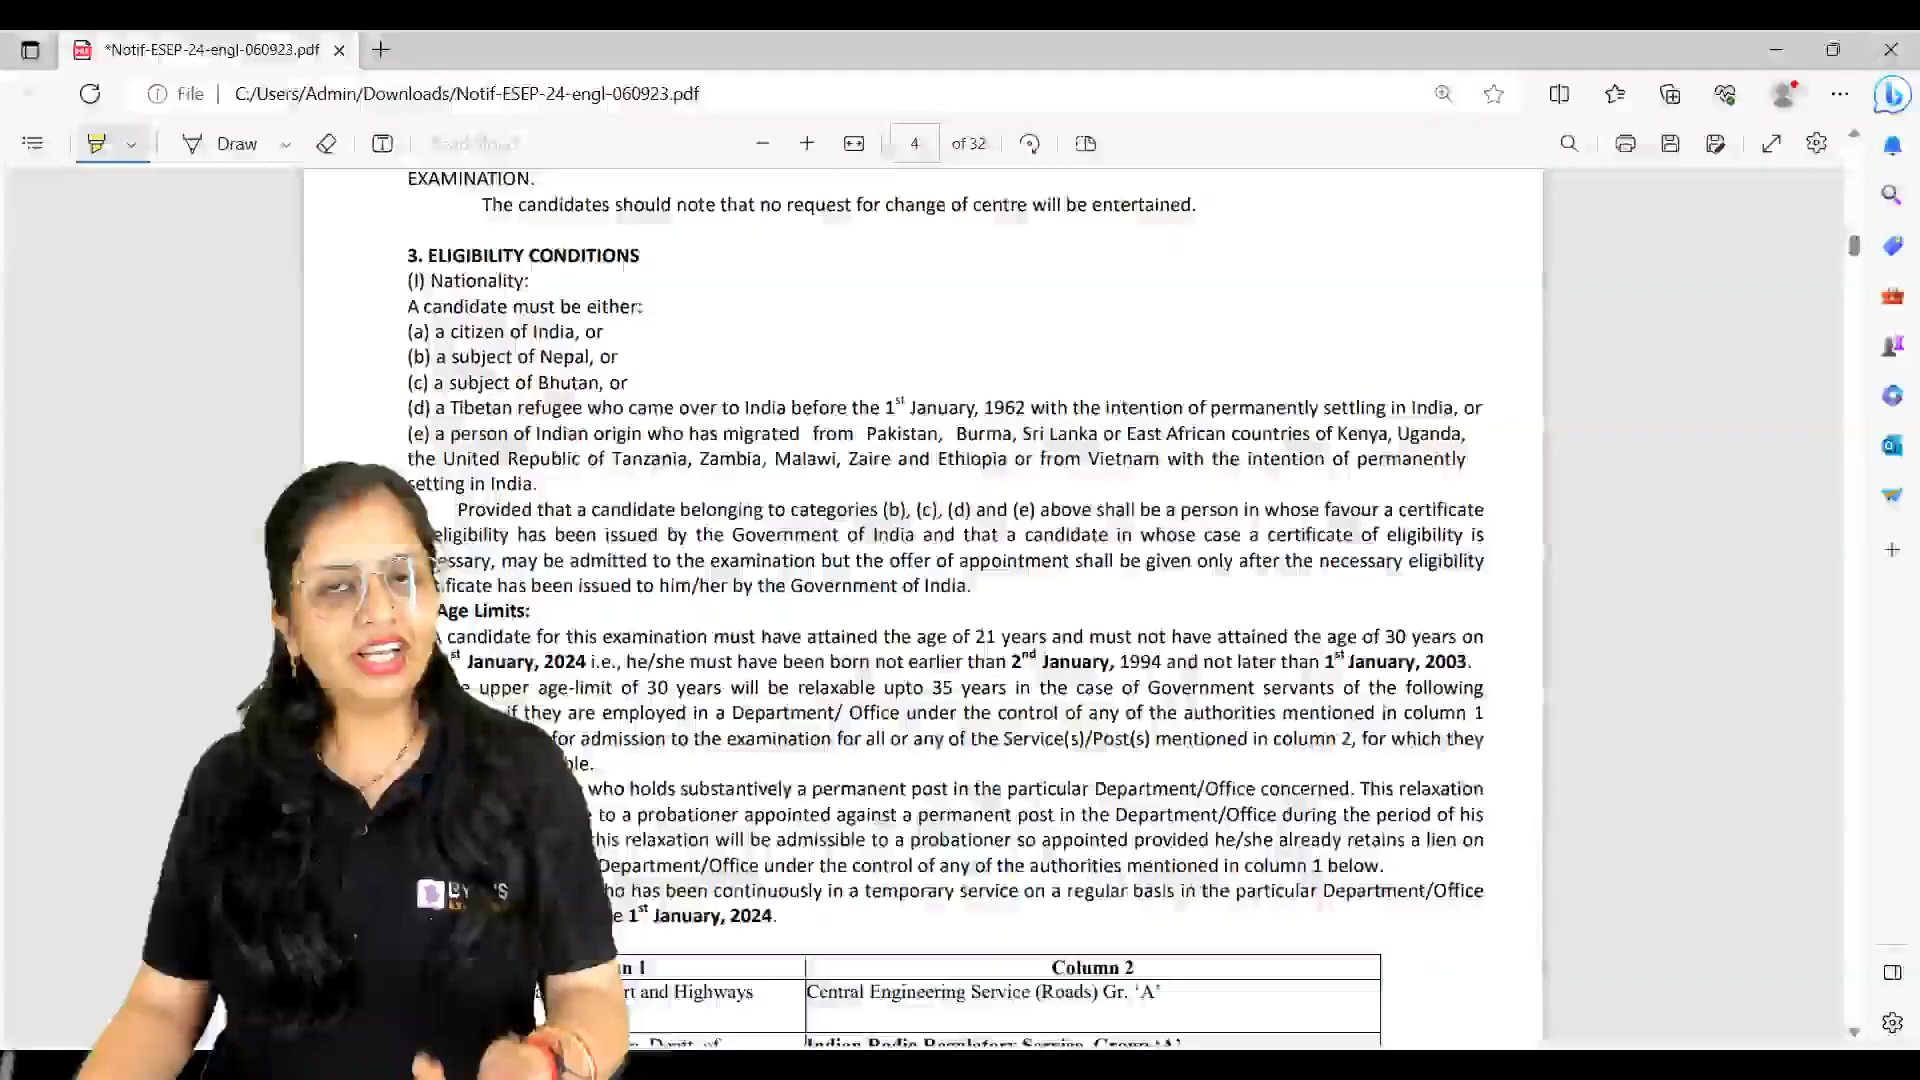 *Notif-ESEP-24-engl-060923.pdf
File
C:/Users/Admin/Downloads/Notif-ESEP-24-engl-060923.pdf
Draw
Read aloud
4 of 32
EXAMINATION.
The candidates should note that no request for change of centre will be entertained.
3. ELIGIBILITY CONDITIONS
(I) Nationality:
A candidate must be either:
(a) a citizen of India, or
(b) a subject of Nepal, or
(c) a subject of Bhutan, or
(d) a Tibetan refugee who came over to India before the 1st January, 1962 with the intention of permanently settling in India, or
(e) a person of Indian origin who has migrated from Pakistan, Burma, Sri Lanka or East African countries of Kenya, Uganda,
the United Republic of Tanzania, Zambia, Malawi, Zaire and Ethiopia or from Vietnam with the intention of permanently
setting in India.
Provided that a candidate belonging to categories (b), (c), (d) and (e) above shall be a person in whose favour a certificate
eligibility has been issued by the Government of India and that a candidate in whose case a certificate of eligibility is
essary, may be admitted to the examination but the offer of appointment shall be given only after the necessary eligibility
ificate has been issued to him/her by the Government of India.
Age Limits:
candidate for this examination must have attained the age of 21 years and must not have attained the age of 30 years on
st January, 2024 i.e., he/she must have been born not earlier than 2nd January, 1994 and not later than 1st January, 2003.
upper age-limit of 30 years will be relaxable upto 35 years in the case of Government servants of the following
if they are employed in a Department/ Office under the control of any of the authorities mentioned in column 1
for admission to the examination for all or any of the Service(s)/Post(s) mentioned in column 2, for which they
ble.
who holds substantively a permanent post in the particular Department/Office concerned. This relaxation
to a probationer appointed against a permanent post in the Department/Office during the period of his
this relaxation will be admissible to a probationer so appointed provided he/she already retains a lien on
Department/Office under the control of any of the authorities mentioned in column 1 below.
ho has been continuously in a temporary service on a regular basis in the particular Department/Office
e 1st January, 2024.
n 1 Column 2
rt and Highways Central Engineering Service (Roads) Gr. 'A'
Deptt. of Indian Radio Regulatory Service, Group 'A'